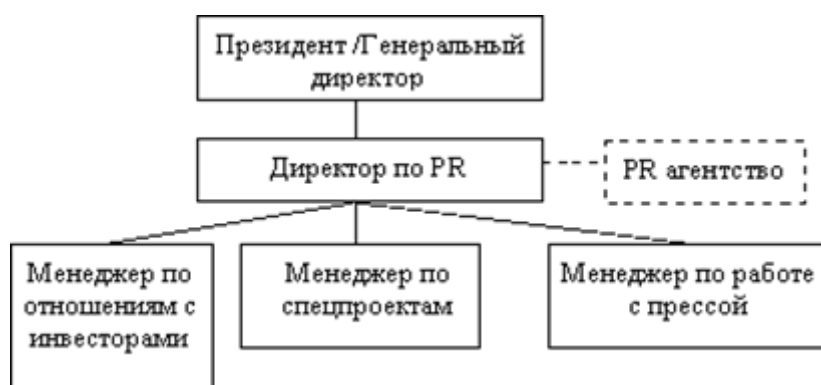 Президент /Генеральный
директор
Директор по PR
PR агентство
Менеджер по
отношениям с
инвесторами
Менеджер по
спецпроектам
Менеджер по работе
с прессой